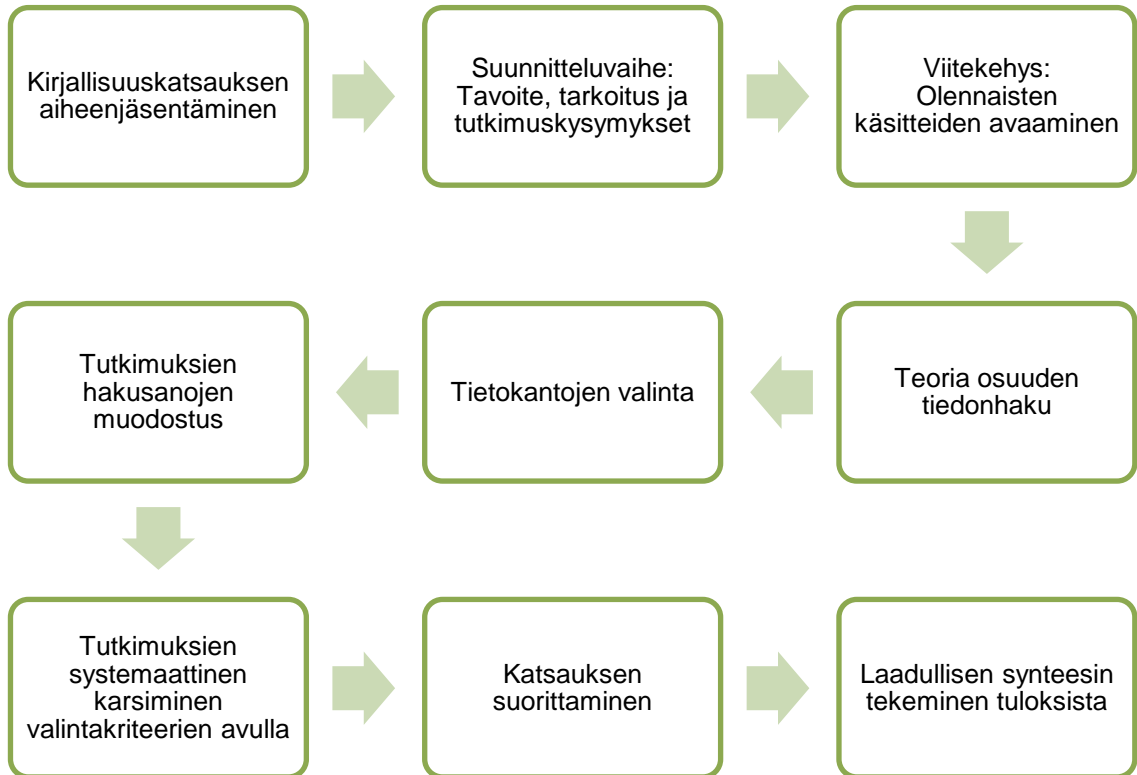 Kirjallisuuskatsauksen
aiheenjäsentäminen
Suunnitteluvaihe:
Tavoite, tarkoitus ja
tutkimuskysymykset
Viitekehys:
Olennaisten
käsitteiden avaaminen
Teoria osuuden
tiedonhaku
Tietokantojen valinta
Tutkimuksien
hakusanojen
muodostus
Tutkimuksien
systemaattinen
karsiminen
valintakriteerien avulla
Katsauksen
suorittaminen
Laadullisen synteesin
tekeminen tuloksista